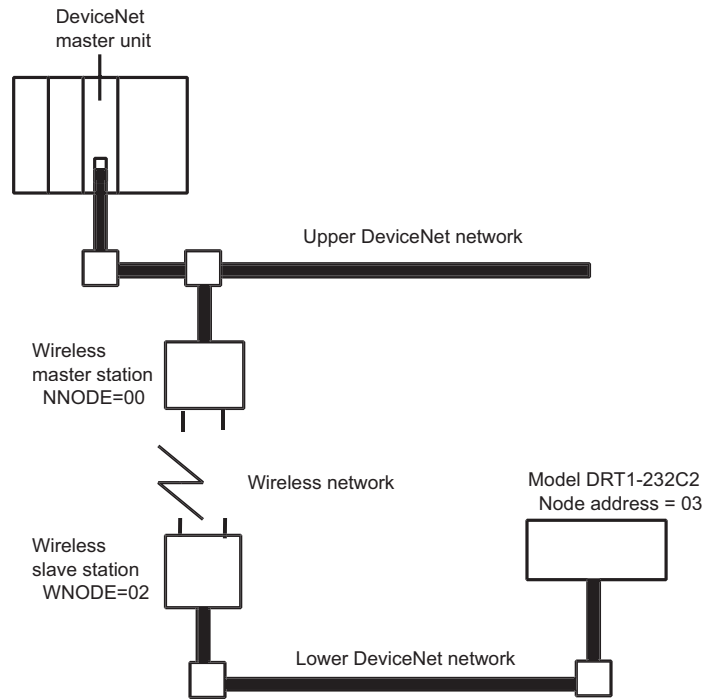 DeviceNet
master unit
Upper DeviceNet network
Wireless
master station
NNODE=00
Wireless network
Model DRT1-232C2
Node address = 03
Wireless
slave station
WNODE=02
Lower DeviceNet network